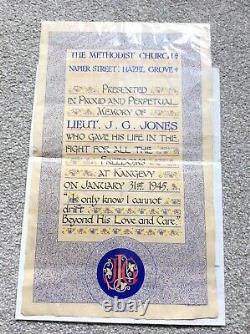 THE METHODIST CHURCH
NAPIER STREET, HAZEL GROVE
PRESENTED
IN PROUD AND PERPETUAL
MEMORY OF
LIEUT. J. G. JONES
WHO GAVE HIS LIFE IN THE
FIGHT FOR ALL THE
FREEDOMS
AT KANGEVY
ON JANUARY 31ST 1945.
"I only know I cannot
drift
Beyond His Love and Care."
JGJ